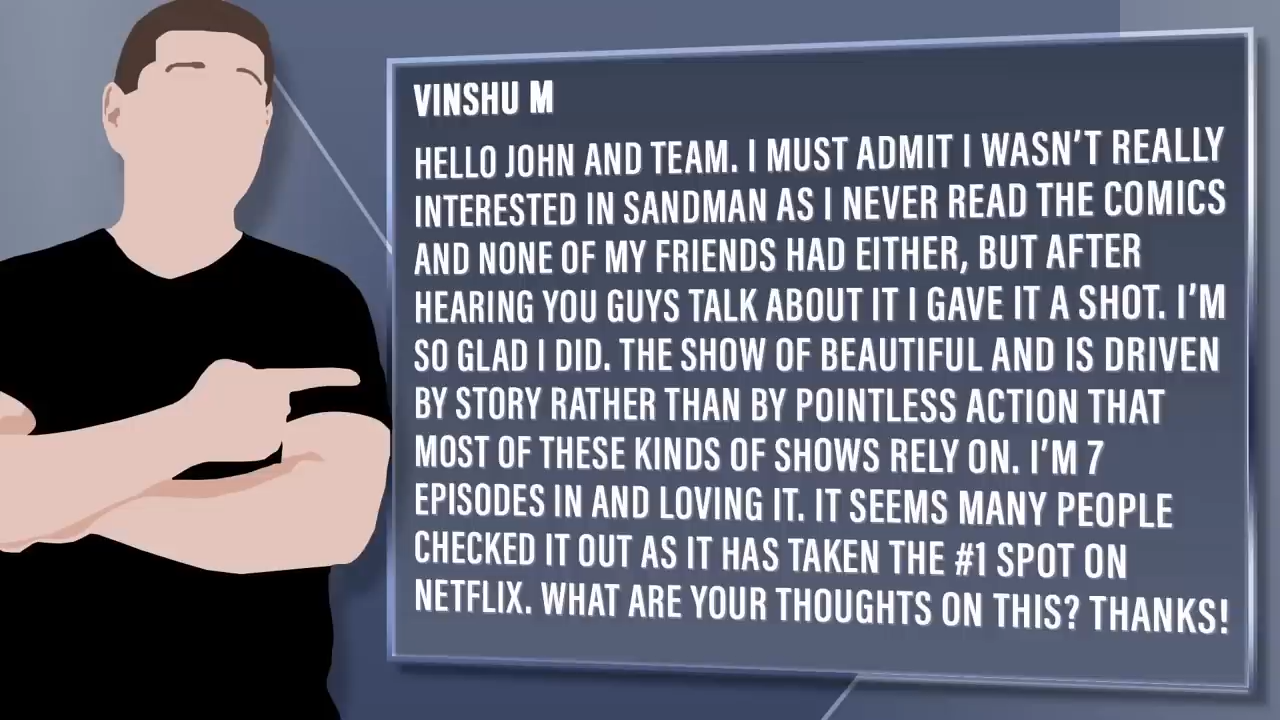 VINSHU M
HELLO JOHN AND TEAM. I MUST ADMIT I WASN'T REALLY
INTERESTED IN SANDMAN AS I NEVER READ THE COMICS
AND NONE OF MY FRIENDS HAD EITHER, BUT AFTER
HEARING YOU GUYS TALK ABOUT IT I GAVE IT A SHOT. I'M
SO GLAD I DID. THE SHOW OF BEAUTIFUL AND IS DRIVEN
BY STORY RATHER THAN BY POINTLESS ACTION THAT
MOST OF THESE KINDS OF SHOWS RELY ON. I'M 7
EPISODES IN AND LOVING IT. IT SEEMS MANY PEOPLE
CHECKED IT OUT AS IT HAS TAKEN THE #1 SPOT ON
NETFLIX. WHAT ARE YOUR THOUGHTS ON THIS? THANKS!